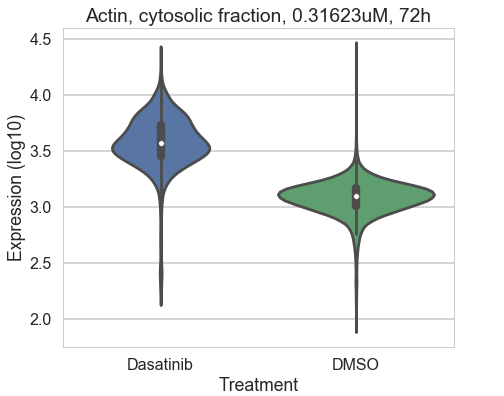 Actin, cytosolic fraction, 0.31623uM, 72h
Expression (log10)
4.5
4.0
3.5
3.0
2.5
2.0
Dasatinib DMSO
Treatment